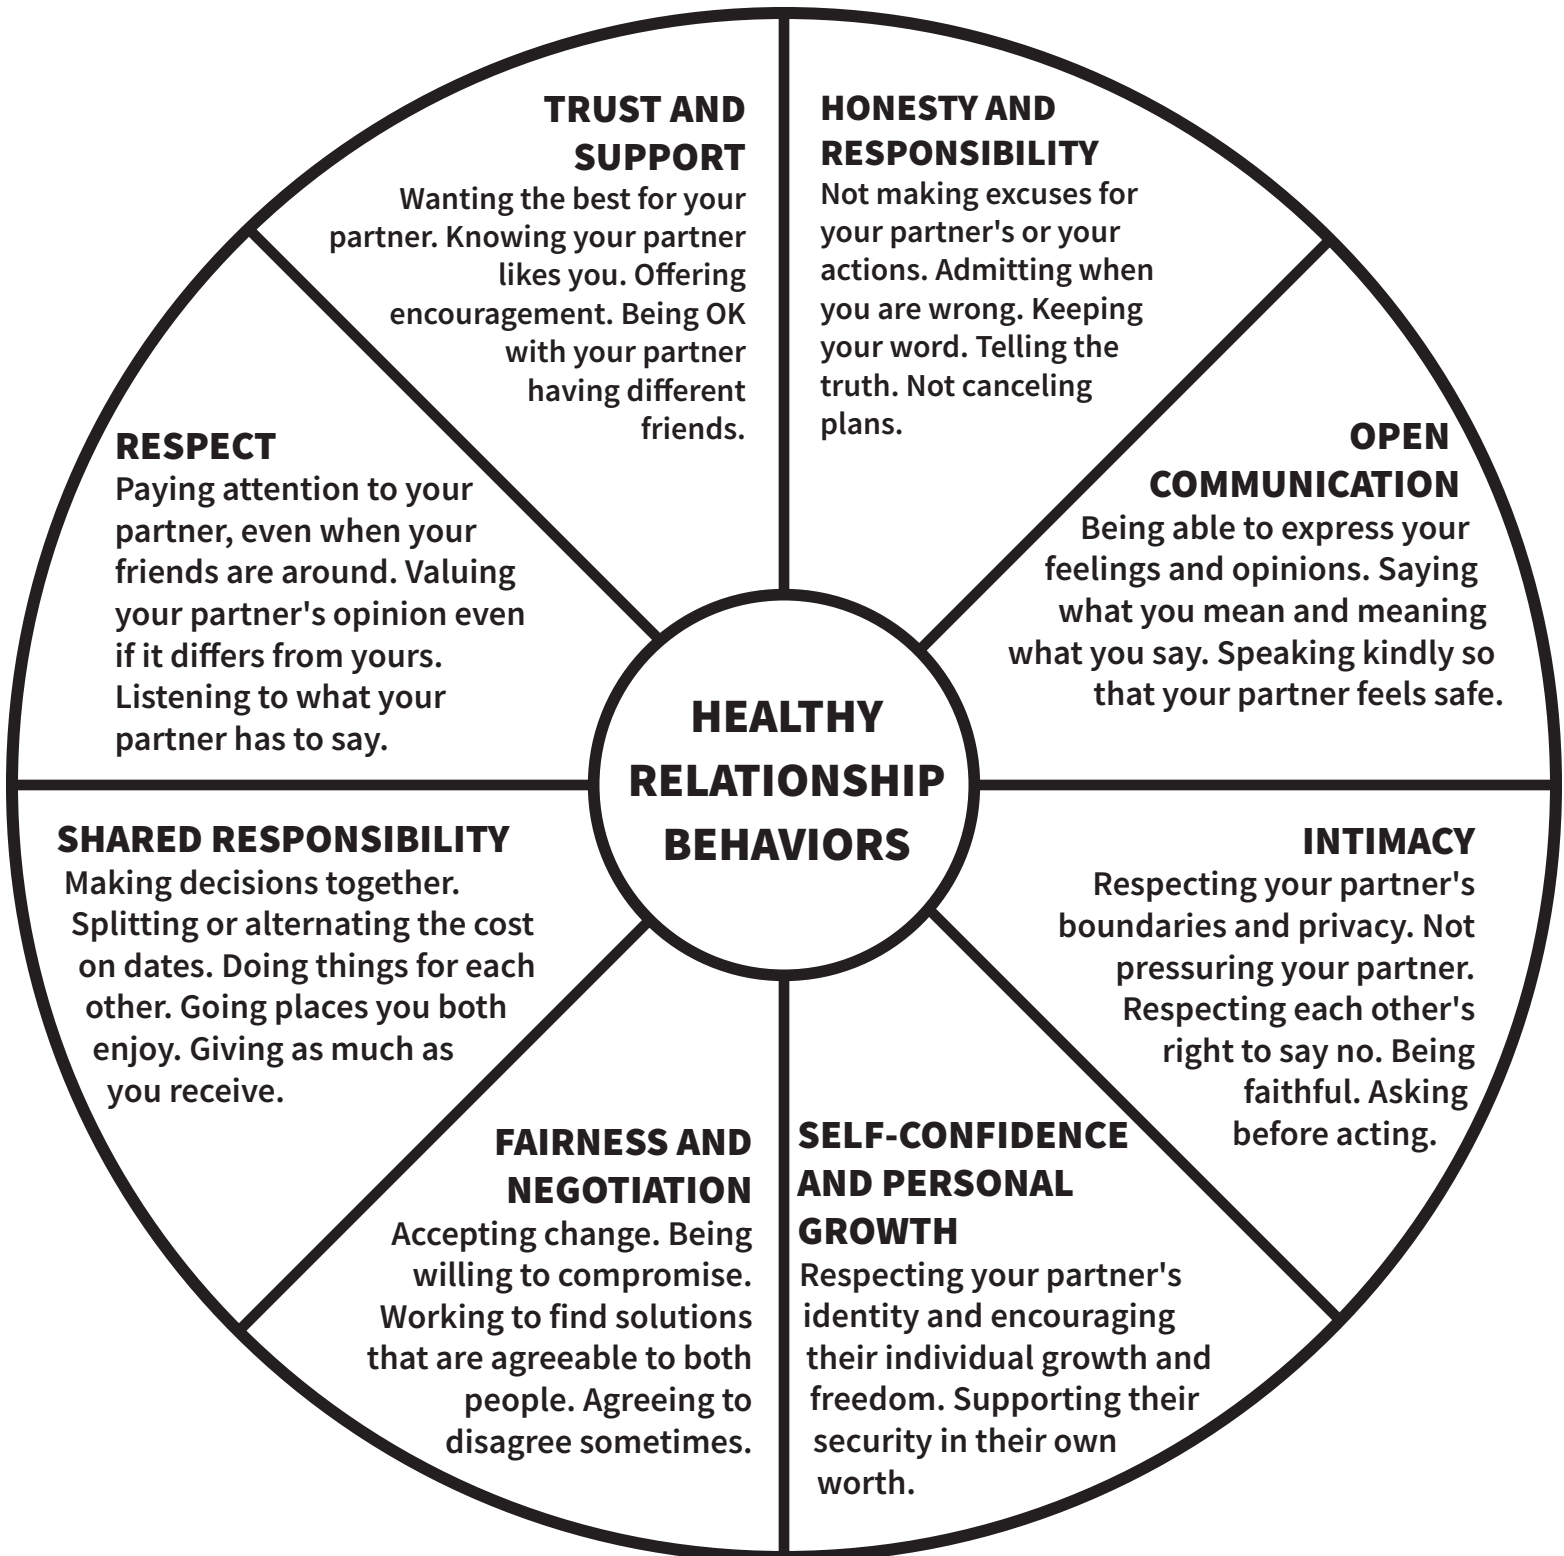 TRUST AND
SUPPORT
Wanting the best for your
partner. Knowing your partner
likes you. Offering
encouragement. Being OK
with your partner
having different
friends.
HONESTY AND
RESPONSIBILITY
Not making excuses for
your partner's or your
actions. Admitting when
you are wrong. Keeping
your word. Telling the
truth. Not canceling
plans.
OPEN
COMMUNICATION
Being able to express your
feelings and opinions. Saying
what you mean and meaning
what you say. Speaking kindly so
that your partner feels safe.
RESPECT
Paying attention to your
partner, even when your
friends are around. Valuing
your partner's opinion even
if it differs from yours.
Listening to what your
partner has to say.
HEALTHY
RELATIONSHIP
BEHAVIORS
SHARED RESPONSIBILITY
Making decisions together.
Splitting or alternating the cost
on dates. Doing things for each
other. Going places you both
enjoy. Giving as much as
you receive.
INTIMACY
Respecting your partner's
boundaries and privacy. Not
pressuring your partner.
Respecting each other's
right to say no. Being
faithful. Asking
before acting.
FAIRNESS AND
NEGOTIATION
Accepting change. Being
willing to compromise.
Working to find solutions
that are agreeable to both
people. Agreeing to
disagree sometimes.
SELF-CONFIDENCE
AND PERSONAL
GROWTH
Respecting your partner's
identity and encouraging
their individual growth and
freedom. Supporting their
security in their own
worth.